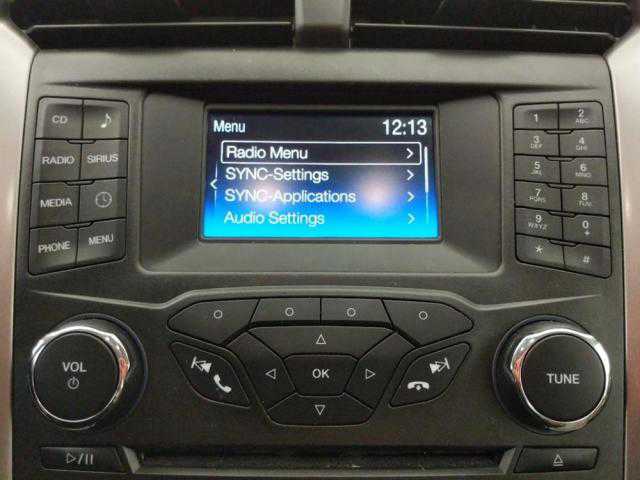 Menu 12:13
Radio Menu >
SYNC-Settings >
SYNC-Applications >
Audio Settings >
CD
RADIO SIRIUS
MEDIA
PHONE MENU
1 2 ABC
3 DEF 4 GHI
5 JKL 6 MNO
7 PQRS 8 TUV
9 WXYZ 0 +
* #
VOL
OK
TUNE